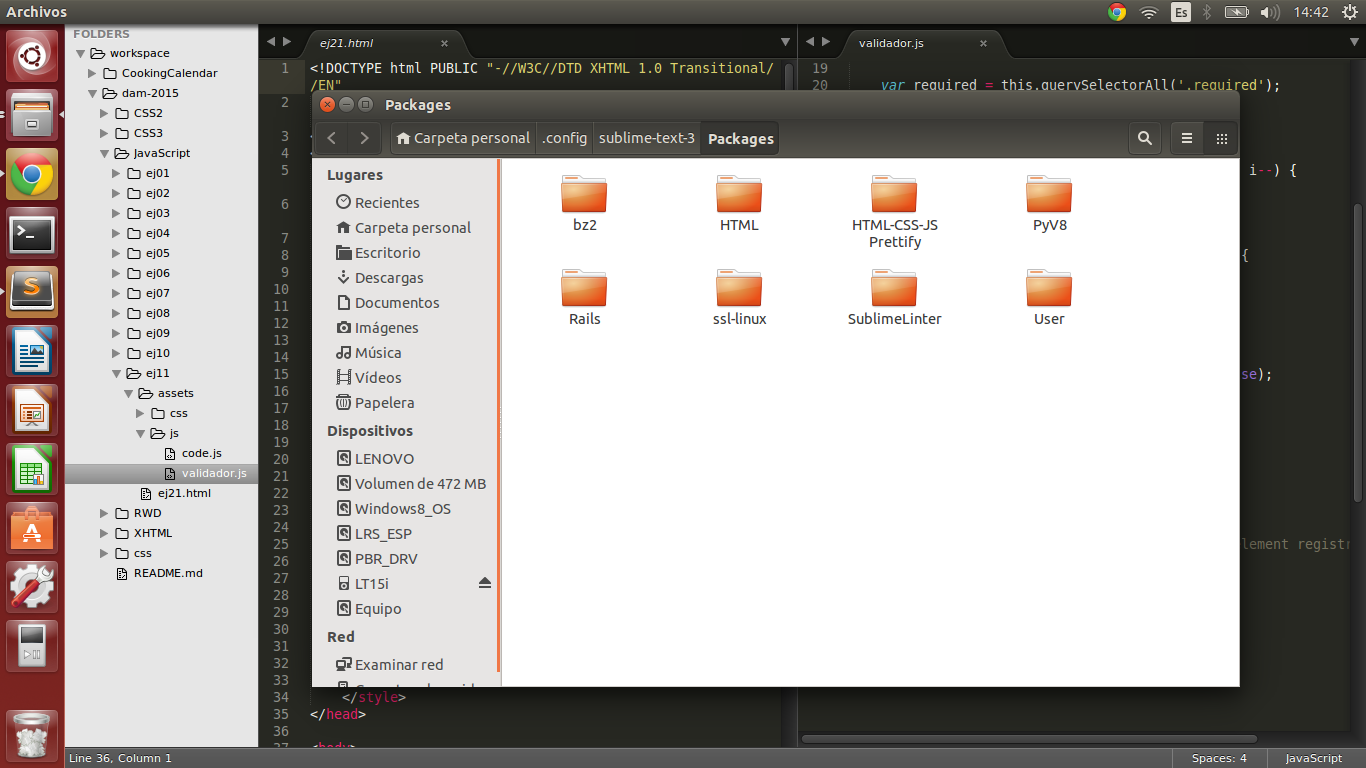 Archivos
Es
14:42
FOLDERS
workspace
CookingCalendar
dam-2015
CSS2
CSS3
JavaScript
ej01
ej02
ej03
ej04
ej05
ej06
ej07
ej08
ej09
ej10
ej11
assets
css
js
code.js
validador.js
ej21.html
RWD
XHTML
css
README.md
ej21.html
1 <!DOCTYPE html PUBLIC "-//W3C//DTD XHTML 1.0 Transitional/
/EN"
2
3
4
5
6
7
8
9
10
11
12
13
14
15
16
17
18
19
20
21
22
23
24
25
26
27
28
29
30
31
32
33
34 </style>
35 </head>
36
37 <body>
validador.js
19
20 var required = this.querySelectorAll('.required');
i--) {
{
se);
lement registr
Packages
Carpeta personal
.config
sublime-text-3
Packages
Lugares
Recientes
Carpeta personal
Escritorio
Descargas
Documentos
Imágenes
Música
Vídeos
Papelera
Dispositivos
LENOVO
Volumen de 472 MB
Windows8_OS
LRS_ESP
PBR_DRV
LT15i
Equipo
Red
Examinar red
bz2
HTML
HTML-CSS-JS
Prettify
PyV8
Rails
ssl-linux
SublimeLinter
User
Line 36, Column 1
Spaces: 4
JavaScript